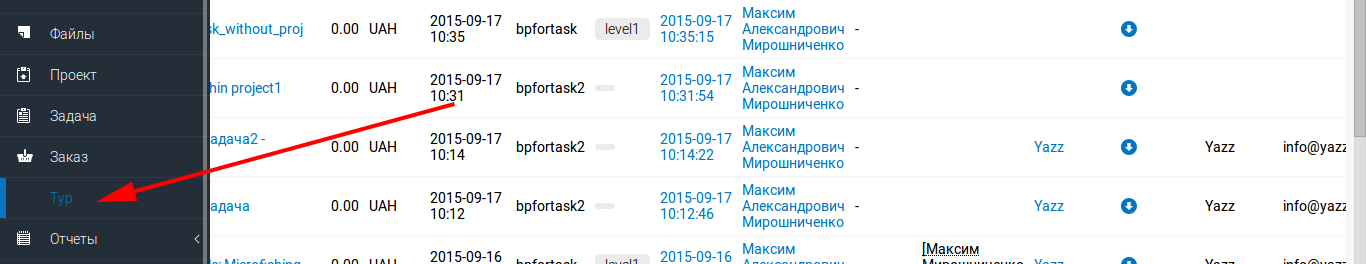 Файлы
Проект
Задача
Заказ
Тур
Отчеты
sk_without_proj 0.00 UAH 2015-09-17 10:35 bpfortask level1 2015-09-17 10:35:15 Максим Александрович Мирошниченко -
hin project1 0.00 UAH 2015-09-17 10:31 bpfortask2 2015-09-17 10:31:54 Максим Александрович Мирошниченко -
адача2 - 0.00 UAH 2015-09-17 10:14 bpfortask2 2015-09-17 10:14:22 Максим Александрович Мирошниченко - Yazz Yazz info@yazz
адача 0.00 UAH 2015-09-17 10:12 bpfortask2 2015-09-17 10:12:46 Максим Александрович Мирошниченко - Yazz Yazz info@yazz
Microfishing 0.00 UAH 2015-09-16 bpfortask level1 2015-09-16 Максим Александрович - [Максим Мирошниченко Yazz Yazz info@yazz